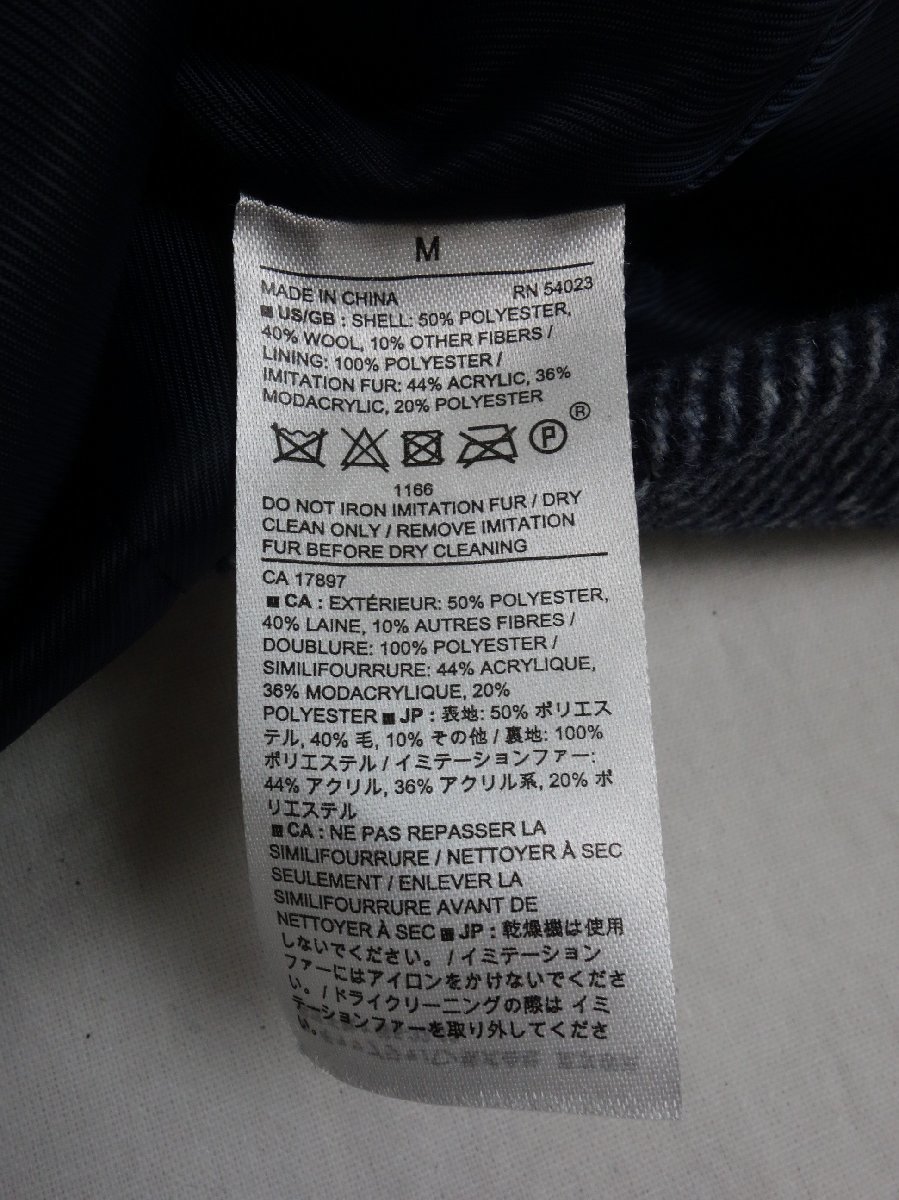 M
MADE IN CHINA RN 54023
US/GB : SHELL: 50% POLYESTER,
40% WOOL, 10% OTHER FIBERS /
LINING: 100% POLYESTER /
IMITATION FUR: 44% ACRYLIC, 36%
MODACRYLIC, 20% POLYESTER
P ®
1166
DO NOT IRON IMITATION FUR / DRY
CLEAN ONLY / REMOVE IMITATION
FUR BEFORE DRY CLEANING
CA 17897
CA : EXTÉRIEUR: 50% POLYESTER,
40% LAINE, 10% AUTRES FIBRES /
DOUBLURE: 100% POLYESTER /
SIMILIFOURRURE: 44% ACRYLIQUE,
36% MODACRYLIQUE, 20%
POLYESTER JP : 表地: 50% ポリエス
テル, 40% 毛, 10% その他 / 裏地: 100%
ポリエステル / イミテーションファー:
44% アクリル, 36% アクリル系, 20% ポ
リエステル
CA : NE PAS REPASSER LA
SIMILIFOURRURE / NETTOYER À SEC
SEULEMENT / ENLEVER LA
SIMILIFOURRURE AVANT DE
NETTOYER À SEC JP : 乾燥機は使用
しないでください。 / イミテーション
ファーにはアイロンをかけないでくださ
い。 / ドライクリーニングの際は イミ
テーションファーを取り外してくださ
い。